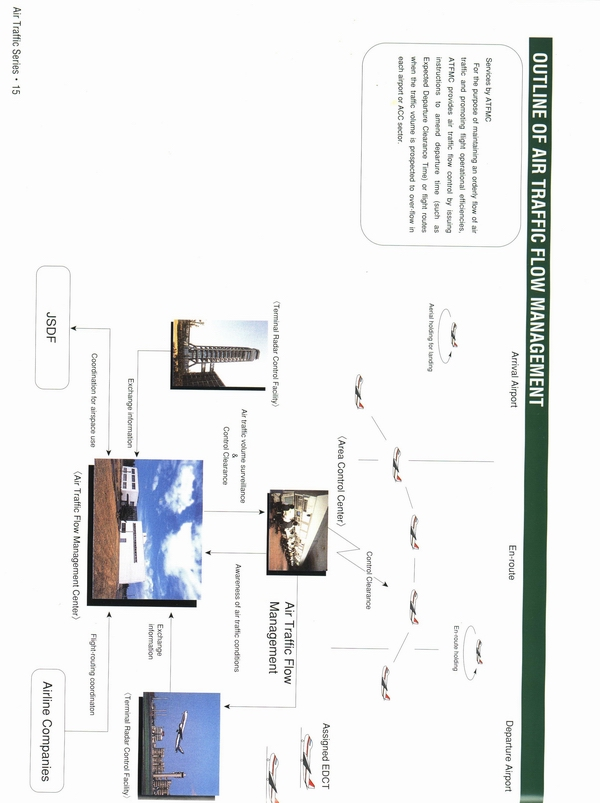 OUTLINE OF AIR TRAFFIC FLOW MANAGEMENT
Services by ATFMC
For the purpose of maintaining an orderly flow of air
traffic and promoting flight operational efficiencies,
ATFMC provides air traffic flow control by issuing
instructions to amend departure time (such as
Expected Departure Clearance Time) or flight routes
when the traffic volume is prospected to over-flow in
each airport or ACC sector.
Arrival Airport
En-route
Departure Airport
Aerial holding for landing
En-route holding
Control Clearance
〈Area Control Center〉
Assigned EDCT
Air Traffic Flow
Management
〈Terminal Radar Control Facility〉
Air traffic volume surveillance
&
Control Clearance
Awareness of air traffic conditions
Exchange information
Exchange
information
〈Terminal Radar Control Facility〉
〈Air Traffic Flow Management Center〉
Coordination for airspace use
Flight-routing coordination
JSDF
Airline Companies
Air Traffic Series • 15